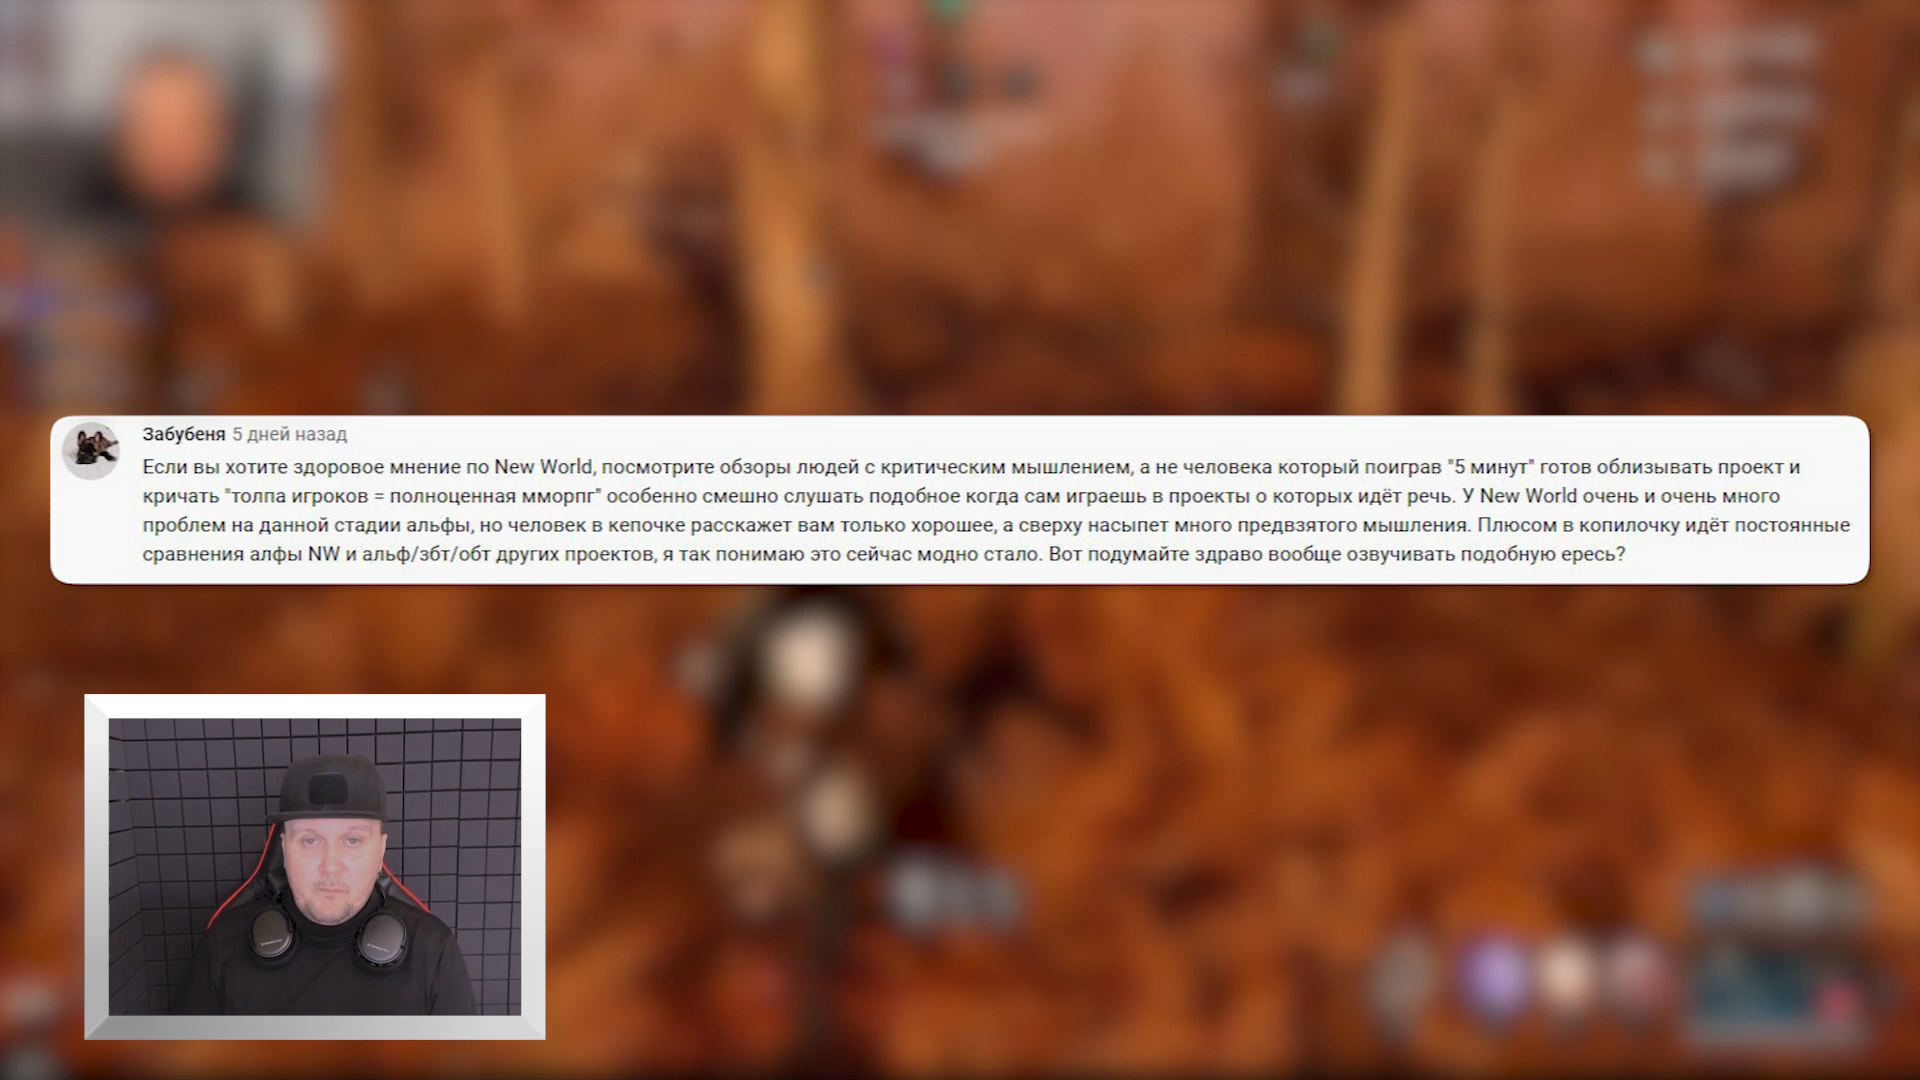 Забубеня 5 дней назад
Если вы хотите здоровое мнение по New World, посмотрите обзоры людей с критическим мышлением, а не человека который поиграв "5 минут" готов облизывать проект и
кричать "толпа игроков = полноценная мморпг" особенно смешно слушать подобное когда сам играешь в проекты о которых идёт речь. У New World очень и очень много
проблем на данной стадии альфы, но человек в кепочке расскажет вам только хорошее, а сверху насыпет много предвзятого мышления. Плюсом в копилочку идёт постоянные
сравнения алфы NW и альф/збт/обт других проектов, я так понимаю это сейчас модно стало. Вот подумайте здраво вообще озвучивать подобную ересь?